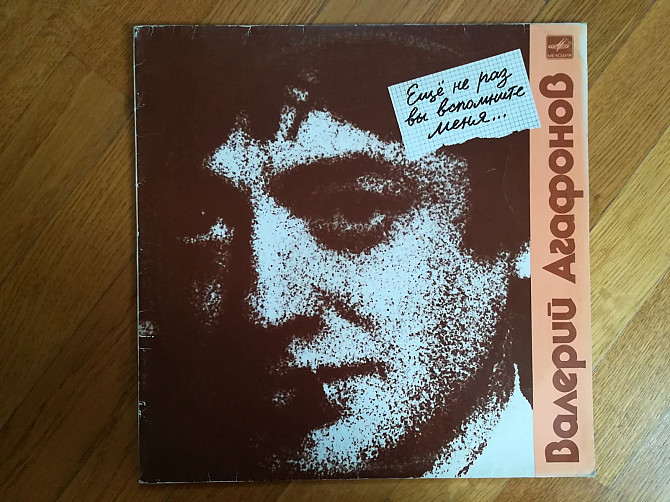 Ещё не раз
вы вспомните
меня...
МЕЛОДИЯ
Валерий Агафонов